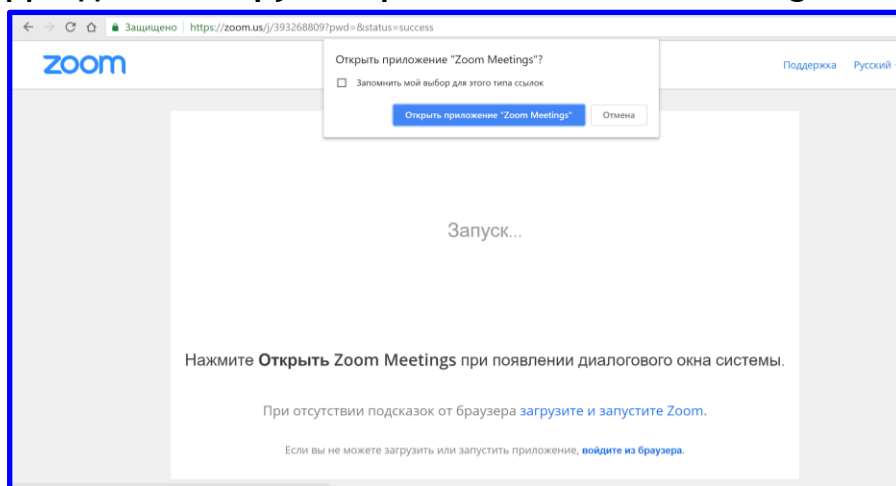 Защищено https://zoom.us/j/393268809?pwd=&status=success
zoom
Открыть приложение "Zoom Meetings"?
Запомнить мой выбор для этого типа ссылок
Открыть приложение "Zoom Meetings" Отмена
Поддержка Русский
Запуск...
Нажмите Открыть Zoom Meetings при появлении диалогового окна системы.
При отсутствии подсказок от браузера загрузите и запустите Zoom.
Если вы не можете загрузить или запустить приложение, войдите из браузера.